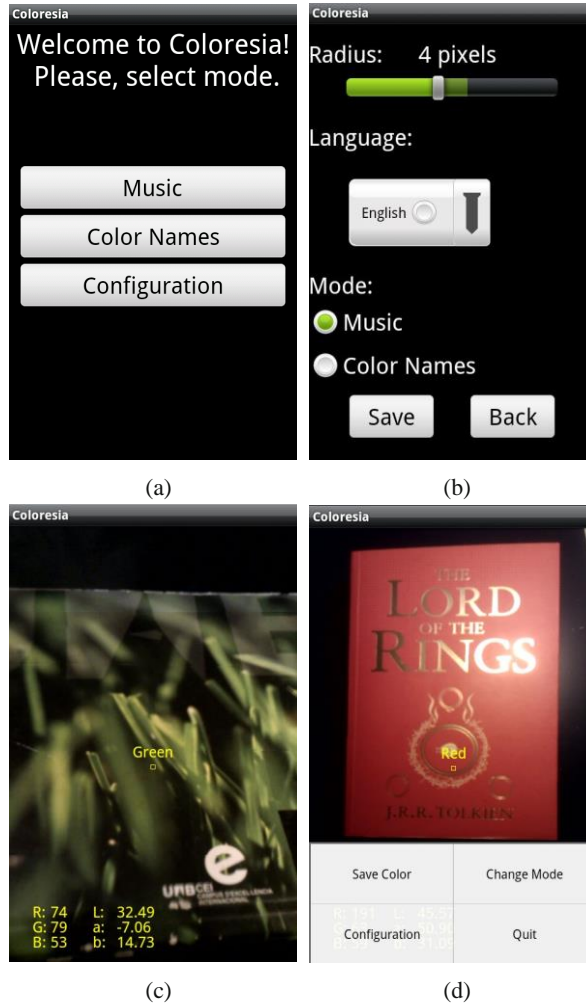 Coloresia
Welcome to Coloresia!
Please, select mode.
Music
Color Names
Configuration
(a)
Coloresia
Radius: 4 pixels
Language:
English
Mode:
Music
Color Names
Save Back
(b)
Coloresia
Green
e
URBCEI
CAMPUS D'EXCEL·LÈNCIA
INTERNACIONAL
R: 74 L: 32.49
G: 79 a: -7.06
B: 53 b: 14.73
(c)
Coloresia
THE
LORD
OF THE
RINGS
Red
J.R.R. TOLKIEN
Save Color Change Mode
R: 151 L: 45.57
Configuration Quit
(d)